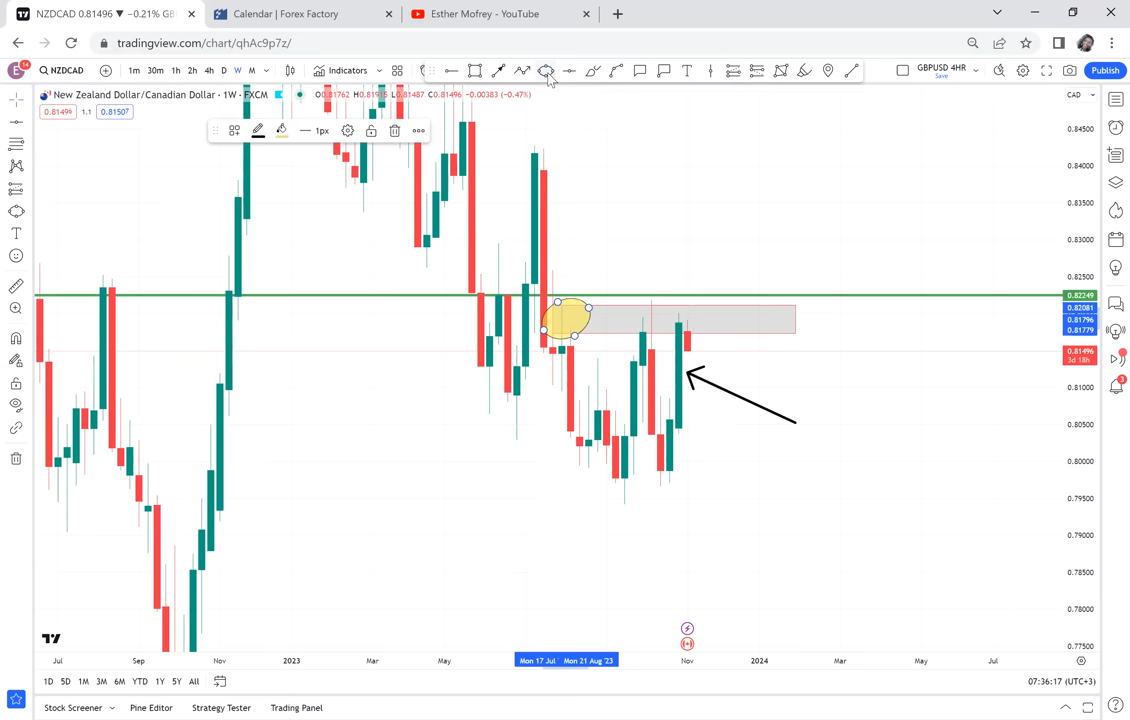 NZDCAD 0.81496 ▼ −0.21% GB
Calendar | Forex Factory
Esther Mofrey - YouTube
tradingview.com/chart/qhAc9p7z/
E 14 NZDCAD 1m 30m 1h 2h 4h D W M Indicators T GBPUSD 4HR Save Publish
New Zealand Dollar/Canadian Dollar · 1W · FXCM O0.81762 H0.81915 L0.81487 C0.81496 −0.00383 (−0.47%) CAD
0.81496 1.1 0.81507
1px
0.84500
0.84000
0.83500
0.83000
0.82500
0.82249
0.82081
0.81796
0.81779
0.81496
3d 18h
0.81000
0.80500
0.80000
0.79500
0.79000
0.78500
0.78000
0.77500
3
Jul Sep Nov 2023 Mar May Mon 17 Jul Mon 21 Aug '23 Nov 2024 Mar May Jul
1D 5D 1M 3M 6M YTD 1Y 5Y All 07:36:17 (UTC+3)
Stock Screener Pine Editor Strategy Tester Trading Panel